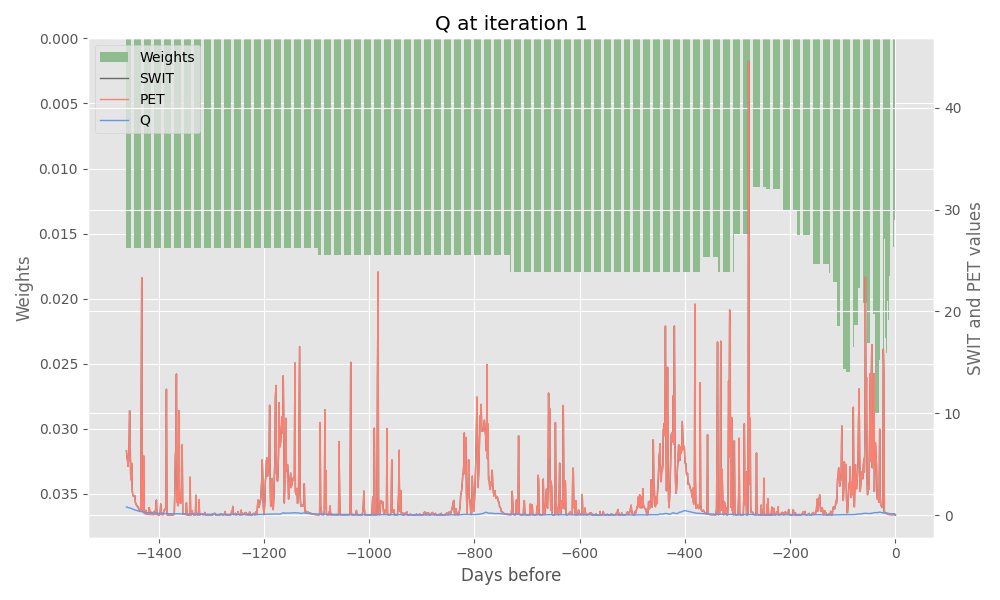 Q at iteration 1
0.000
0.005
0.010
0.015
0.020
0.025
0.030
0.035
Weights
Weights
SWIT
PET
Q
40
30
20
10
0
SWIT and PET values
−1400
−1200
−1000
−800
−600
−400
−200
0
Days before